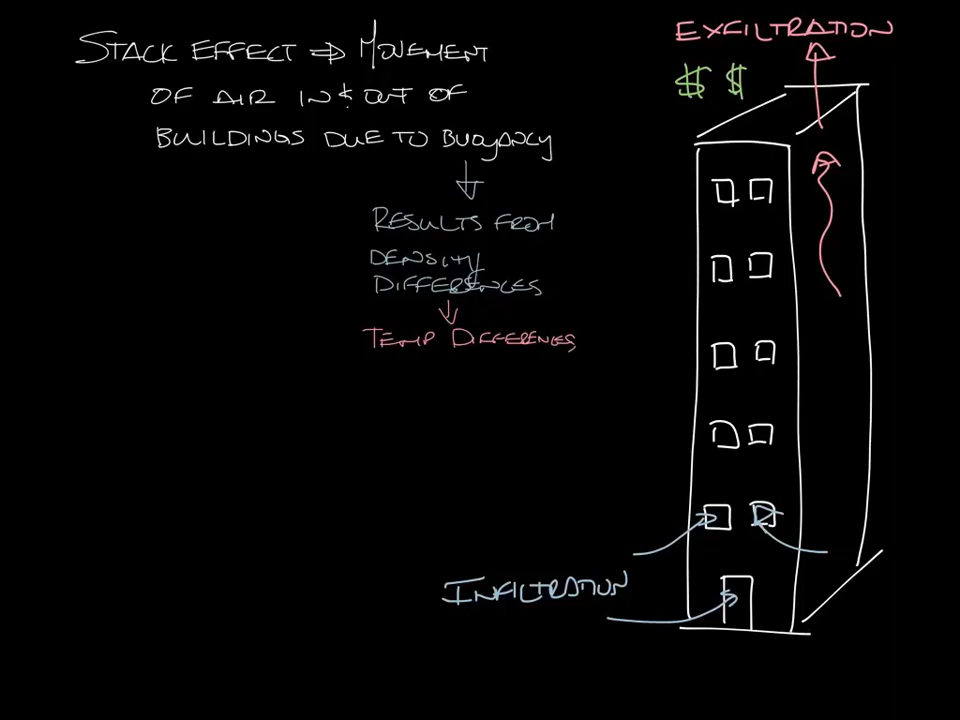 STACK EFFECT ⇒ MOVEMENT
OF AIR IN & OUT OF
BUILDINGS DUE TO BUOYANCY
RESULTS FROM
DENSITY
DIFFERENCES
TEMP DIFFERENCES
EXFILTRATION
$ $
INFILTRATION